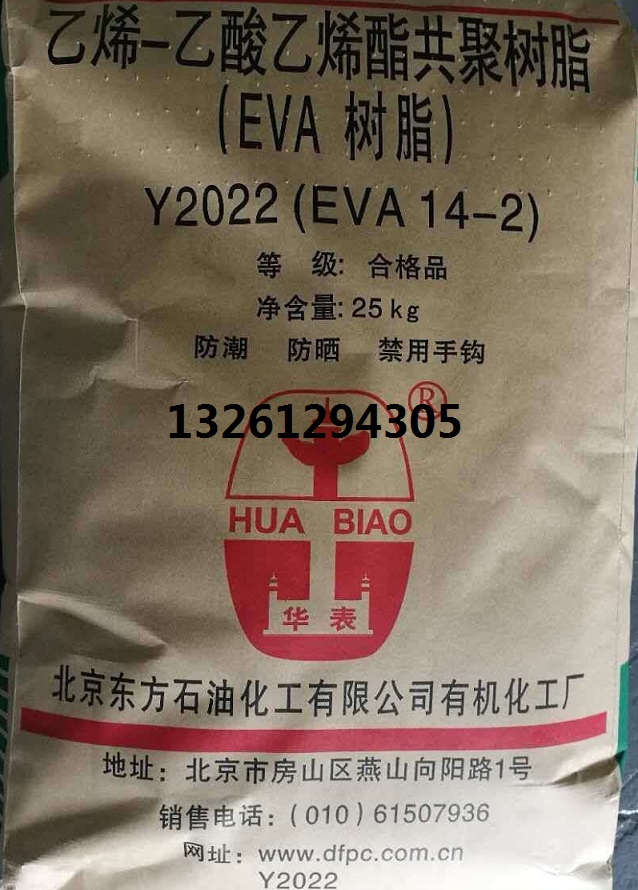 乙烯-乙酸乙烯酯共聚树脂
(EVA 树脂)
Y2022(EVA 14-2)
等 级: 合格品
净含量: 25kg
防潮 防晒 禁用手钩
®
13261294305
HUA BIAO
华表
北京东方石油化工有限公司有机化工厂
地址: 北京市房山区燕山向阳路1号
销售电话: (010) 61507936
网址: www.dfpc.com.cn
Y2022